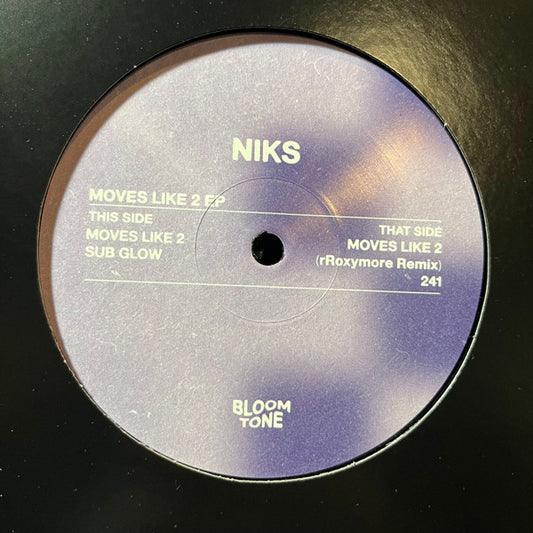 NIKS
MOVES LIKE 2 EP
THIS SIDE
MOVES LIKE 2
SUB GLOW
THAT SIDE
MOVES LIKE 2
(rRoxymore Remix)
241
BLOOM
TONE